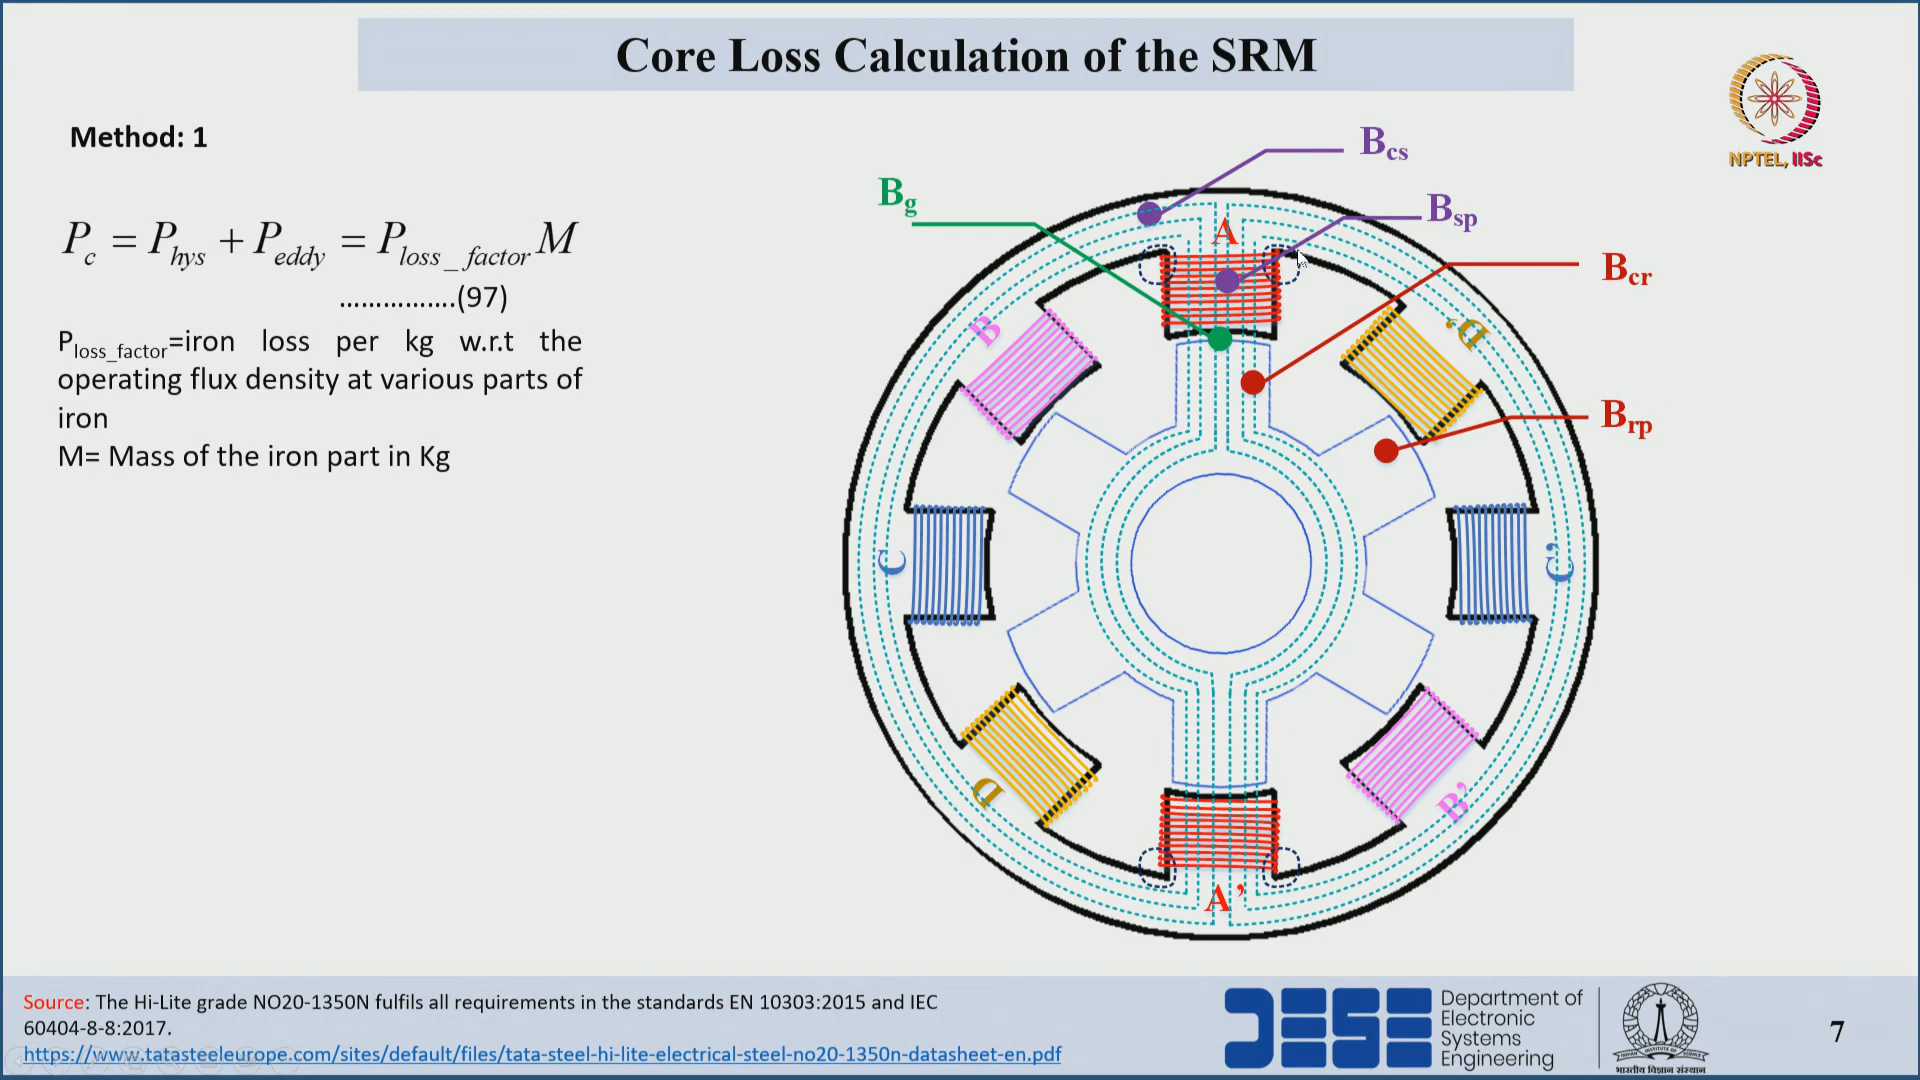 Core Loss Calculation of the SRM
NPTEL, IISc
Method: 1
P_c = P_hys + P_eddy = P_loss_factor M
................(97)
P_loss_factor=iron loss per kg w.r.t the
operating flux density at various parts of
iron
M= Mass of the iron part in Kg
B_cs
B_g
B_sp
B_cr
B_rp
A
B
D'
C
C'
D
B'
A'
Source: The Hi-Lite grade NO20-1350N fulfils all requirements in the standards EN 10303:2015 and IEC
60404-8-8:2017.
https://www.tatasteeleurope.com/sites/default/files/tata-steel-hi-lite-electrical-steel-no20-1350n-datasheet-en.pdf
DESE
Department of
Electronic
Systems
Engineering
भारतीय विज्ञान संस्थान
7